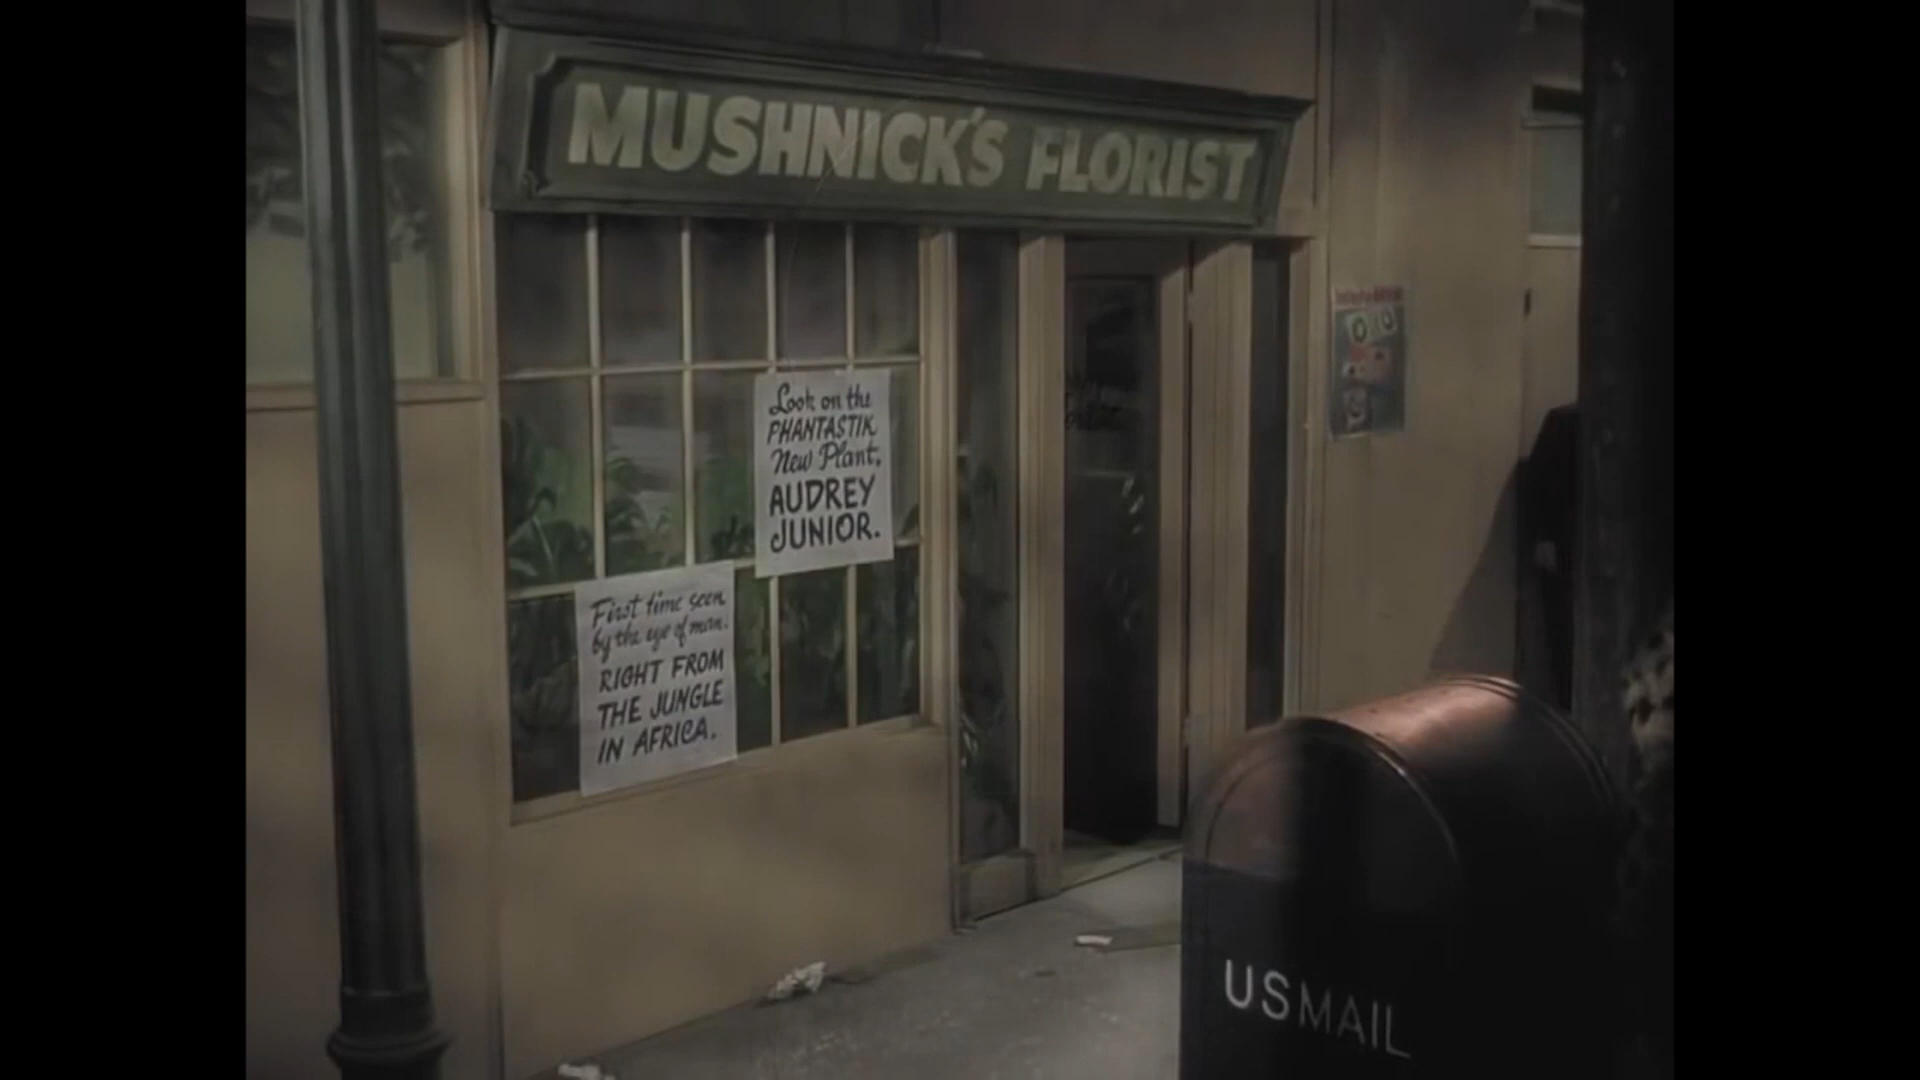 MUSHNICK'S FLORIST
Look on the
PHANTASTIK
New Plant,
AUDREY
JUNIOR.
First time seen
by the eye of man.
RIGHT FROM
THE JUNGLE
IN AFRICA.
US MAIL